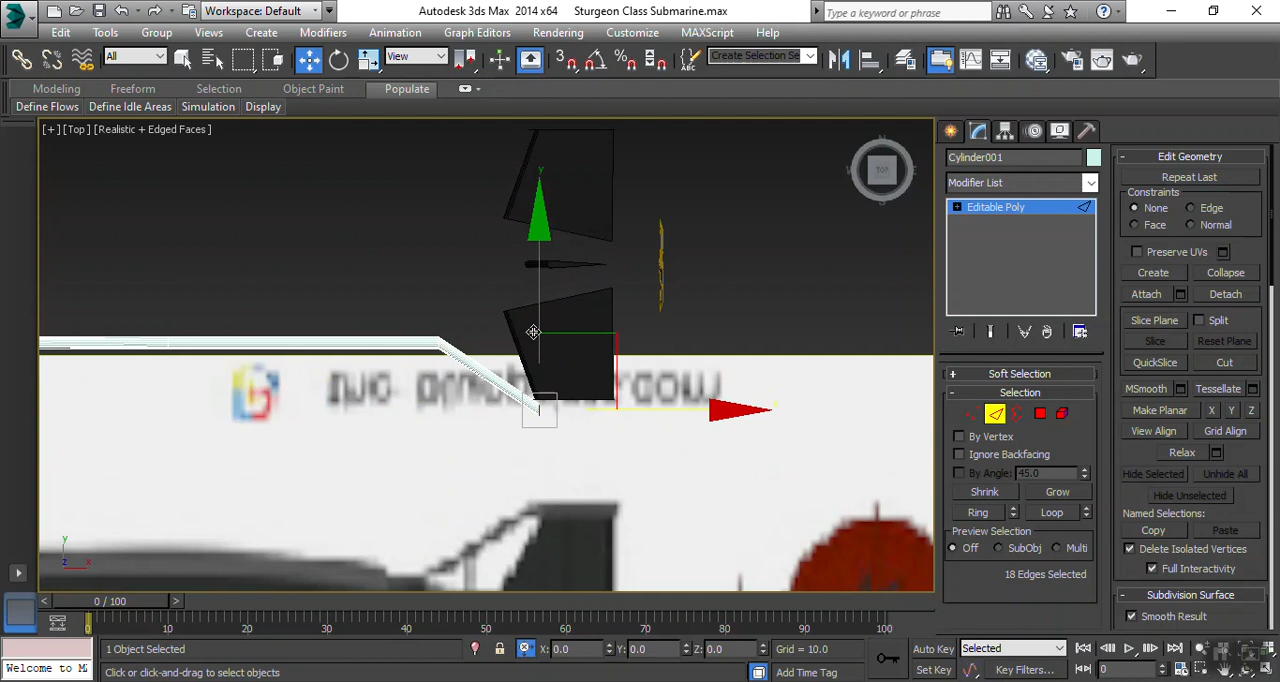 Workspace: Default
Autodesk 3ds Max  2014 x64     Sturgeon Class Submarine.max
Type a keyword or phrase
Edit Tools Group Views Create Modifiers Animation Graph Editors Rendering Customize MAXScript Help
All View 3 Create Selection Se
Modeling Freeform Selection Object Paint Populate
Define Flows Define Idle Areas Simulation Display
[+] [Top] [Realistic + Edged Faces]
TOP
y
x
y
z x
Cylinder001
Modifier List
Editable Poly
+ Soft Selection
- Selection
By Vertex
Ignore Backfacing
By Angle: 45.0
Shrink Grow
Ring Loop
Preview Selection
Off SubObj Multi
18 Edges Selected
- Edit Geometry
Repeat Last
Constraints
None Edge
Face Normal
Preserve UVs
Create Collapse
Attach Detach
Slice Plane Split
Slice Reset Plane
QuickSlice Cut
MSmooth Tessellate
Make Planar X Y Z
View Align Grid Align
Relax
Hide Selected Unhide All
Hide Unselected
Named Selections:
Copy Paste
Delete Isolated Vertices
Full Interactivity
- Subdivision Surface
Smooth Result
< 0 / 100 >
0 10 20 30 40 50 60 70 80 90 100
1 Object Selected X: 0.0 Y: 0.0 Z: 0.0 Grid = 10.0 Auto Key Selected
Welcome to M Click or click-and-drag to select objects Add Time Tag Set Key Key Filters... 0